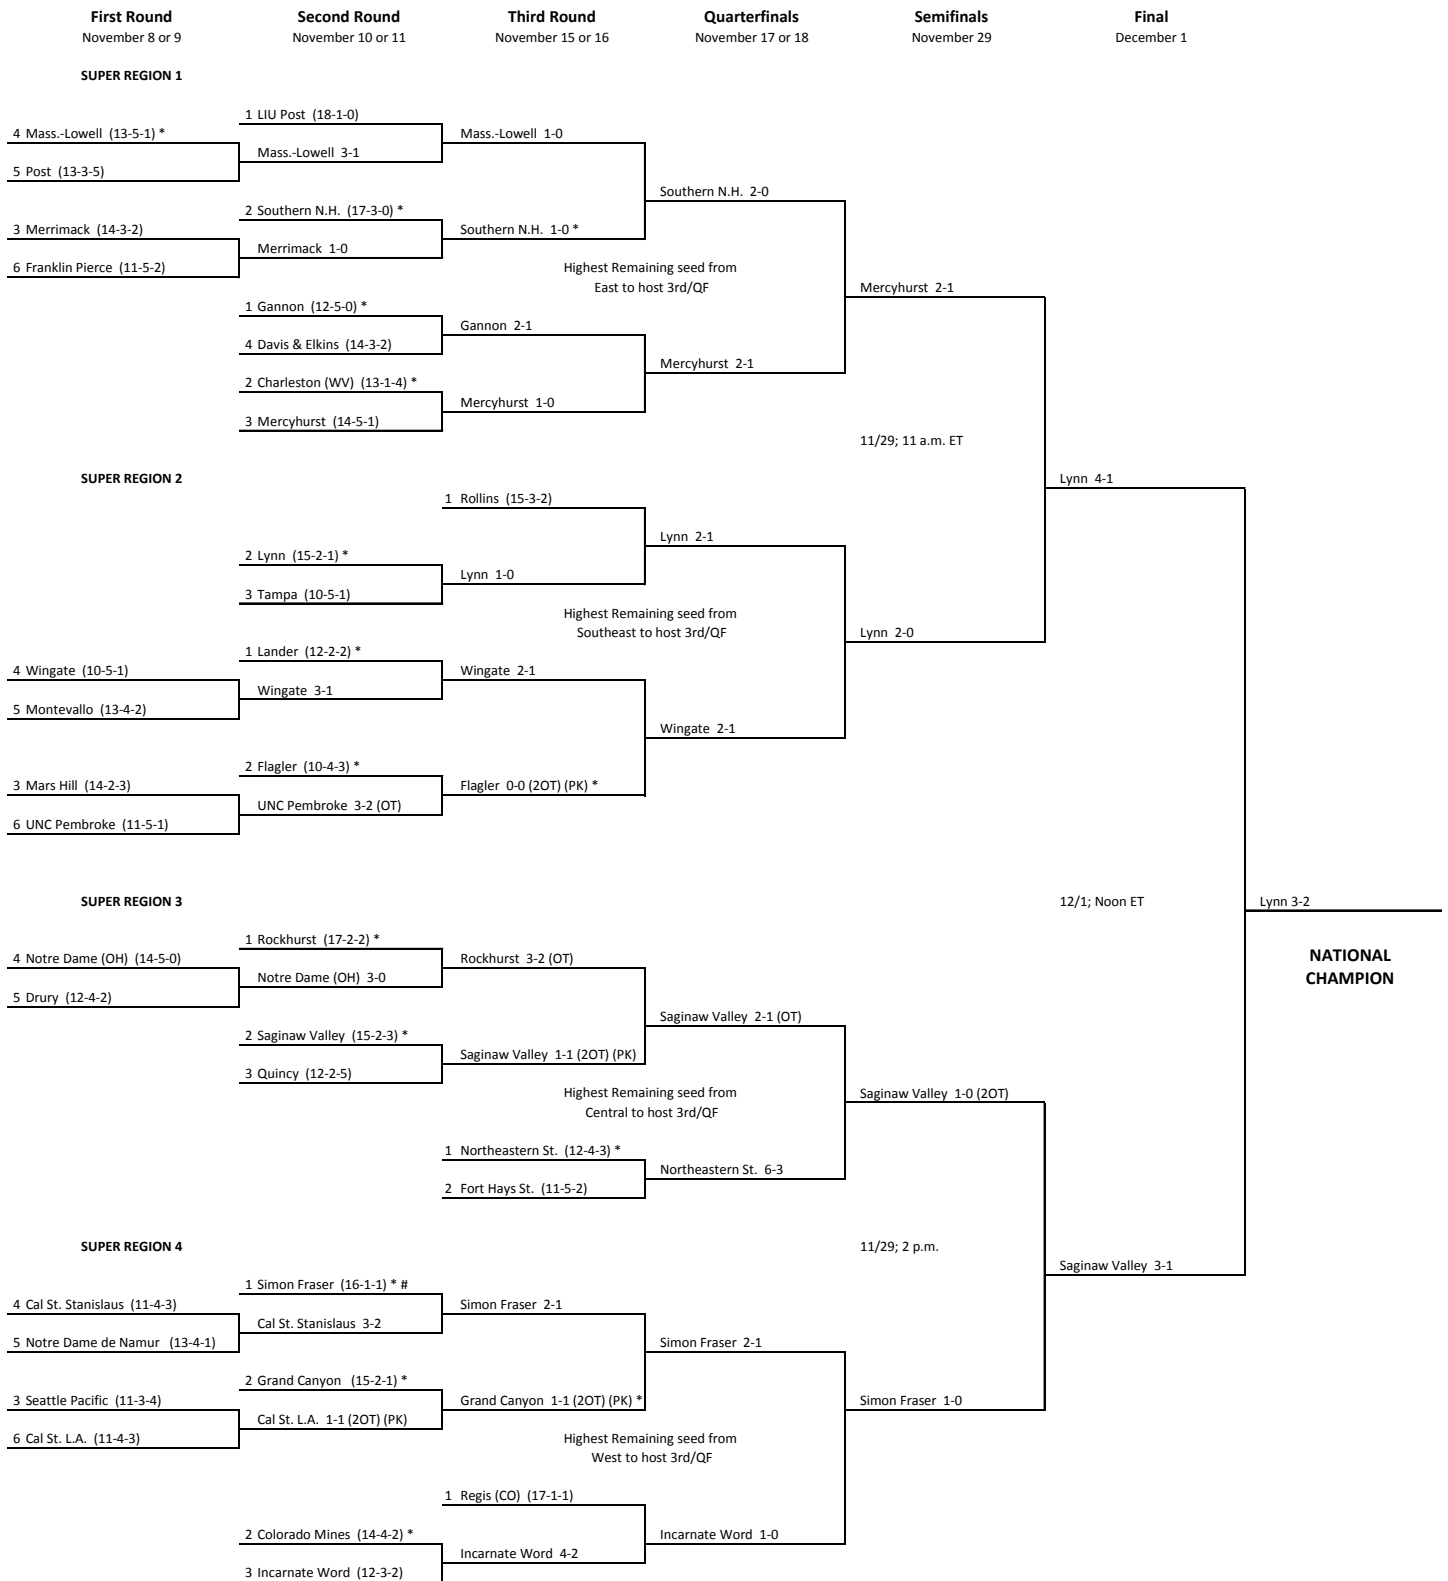 First Round
Second Round
Third Round
Quarterfinals
Semifinals
Final
November 8 or 9
November 10 or 11
November 15 or 16
November 17 or 18
November 29
December 1
SUPER REGION 1
1 LIU Post (18-1-0)
4 Mass.-Lowell (13-5-1) *
Mass.-Lowell 1-0
Mass.-Lowell 3-1
5 Post (13-3-5)
Southern N.H. 2-0
2 Southern N.H. (17-3-0) *
3 Merrimack (14-3-2)
Southern N.H. 1-0 *
Merrimack 1-0
6 Franklin Pierce (11-5-2)
Highest Remaining seed from
East to host 3rd/QF
Mercyhurst 2-1
1 Gannon (12-5-0) *
Gannon 2-1
4 Davis & Elkins (14-3-2)
Mercyhurst 2-1
2 Charleston (WV) (13-1-4) *
Mercyhurst 1-0
3 Mercyhurst (14-5-1)
11/29; 11 a.m. ET
SUPER REGION 2
Lynn 4-1
1 Rollins (15-3-2)
Lynn 2-1
2 Lynn (15-2-1) *
Lynn 1-0
3 Tampa (10-5-1)
Highest Remaining seed from
Southeast to host 3rd/QF
Lynn 2-0
1 Lander (12-2-2) *
4 Wingate (10-5-1)
Wingate 2-1
Wingate 3-1
5 Montevallo (13-4-2)
Wingate 2-1
2 Flagler (10-4-3) *
3 Mars Hill (14-2-3)
Flagler 0-0 (2OT) (PK) *
UNC Pembroke 3-2 (OT)
6 UNC Pembroke (11-5-1)
SUPER REGION 3
12/1; Noon ET
Lynn 3-2
1 Rockhurst (17-2-2) *
4 Notre Dame (OH) (14-5-0)
Rockhurst 3-2 (OT)
NATIONAL
CHAMPION
Notre Dame (OH) 3-0
5 Drury (12-4-2)
Saginaw Valley 2-1 (OT)
2 Saginaw Valley (15-2-3) *
Saginaw Valley 1-1 (2OT) (PK)
3 Quincy (12-2-5)
Highest Remaining seed from
Central to host 3rd/QF
Saginaw Valley 1-0 (2OT)
1 Northeastern St. (12-4-3) *
Northeastern St. 6-3
2 Fort Hays St. (11-5-2)
SUPER REGION 4
11/29; 2 p.m.
Saginaw Valley 3-1
1 Simon Fraser (16-1-1) * #
4 Cal St. Stanislaus (11-4-3)
Simon Fraser 2-1
Cal St. Stanislaus 3-2
5 Notre Dame de Namur (13-4-1)
Simon Fraser 2-1
2 Grand Canyon (15-2-1) *
3 Seattle Pacific (11-3-4)
Grand Canyon 1-1 (2OT) (PK) *
Simon Fraser 1-0
Cal St. L.A. 1-1 (2OT) (PK)
6 Cal St. L.A. (11-4-3)
Highest Remaining seed from
West to host 3rd/QF
1 Regis (CO) (17-1-1)
2 Colorado Mines (14-4-2) *
Incarnate Word 1-0
Incarnate Word 4-2
3 Incarnate Word (12-3-2)